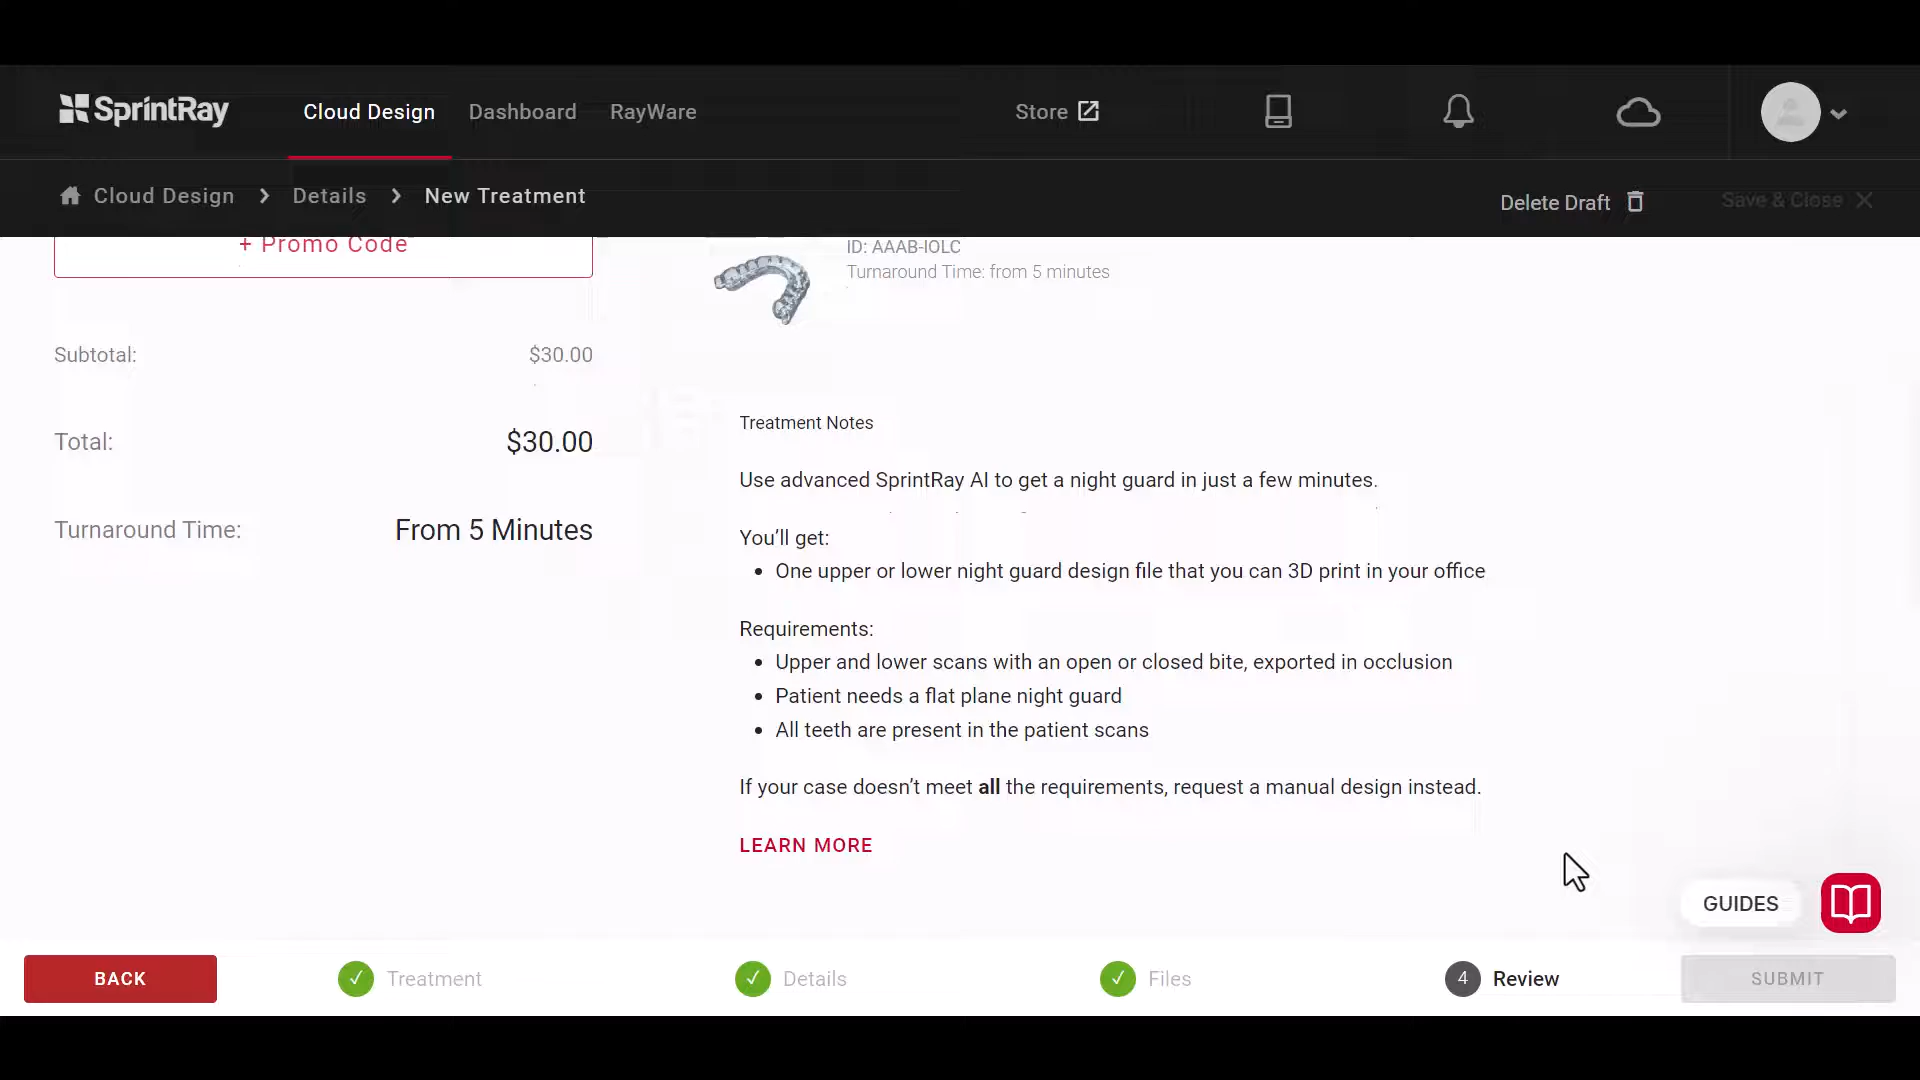 SprintRay
Cloud Design
Dashboard
RayWare
Store
Cloud Design > Details > New Treatment
Delete Draft
Save & Close
+ Promo Code
Subtotal: $30.00
Total: $30.00
Turnaround Time: From 5 Minutes
ID: AAAB-IOLC
Turnaround Time: from 5 minutes
Treatment Notes
Use advanced SprintRay AI to get a night guard in just a few minutes.
You’ll get:
• One upper or lower night guard design file that you can 3D print in your office
Requirements:
• Upper and lower scans with an open or closed bite, exported in occlusion
• Patient needs a flat plane night guard
• All teeth are present in the patient scans
If your case doesn’t meet all the requirements, request a manual design instead.
LEARN MORE
GUIDES
BACK
Treatment
Details
Files
4 Review
SUBMIT